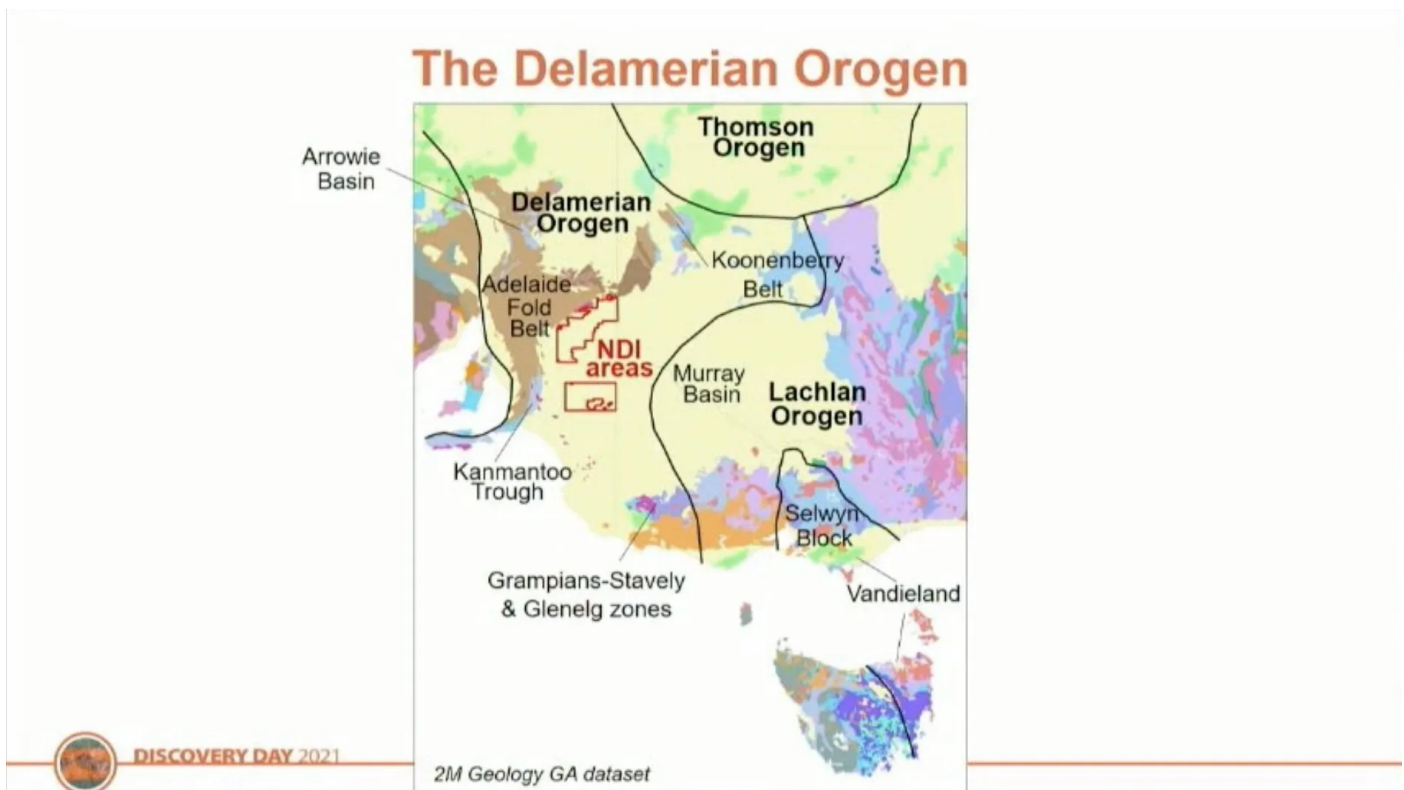 The Delamerian Orogen
Thomson
Orogen
Arrowie
Basin
Delamerian
Orogen
Koonenberry
Belt
Adelaide
Fold
Belt
NDI
areas
Murray
Basin
Lachlan
Orogen
Kanmantoo
Trough
Selwyn
Block
Grampians-Stavely
& Glenelg zones
Vandieland
DISCOVERY DAY 2021
2M Geology GA dataset